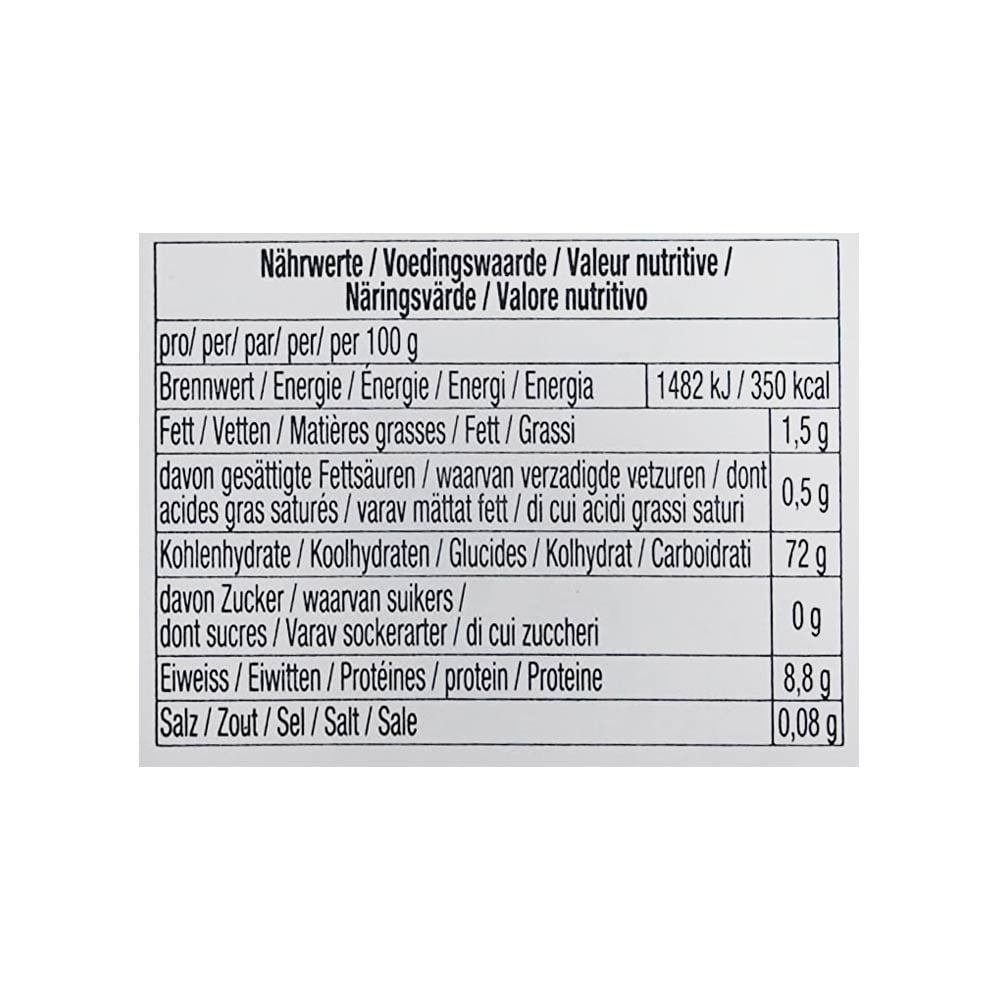 Nährwerte / Voedingswaarde / Valeur nutritive /
Näringsvärde / Valore nutritivo
pro/ per/ par/ per/ per 100 g
Brennwert / Energie / Énergie / Energi / Energia 1482 kJ / 350 kcal
Fett / Vetten / Matières grasses / Fett / Grassi 1,5 g
davon gesättigte Fettsäuren / waarvan verzadigde vetzuren / dont
acides gras saturés / varav mättat fett / di cui acidi grassi saturi 0,5 g
Kohlenhydrate / Koolhydraten / Glucides / Kolhydrat / Carboidrati 72 g
davon Zucker / waarvan suikers /
dont sucres / Varav sockerarter / di cui zuccheri 0 g
Eiweiss / Eiwitten / Protéines / protein / Proteine 8,8 g
Salz / Zout / Sel / Salt / Sale 0,08 g